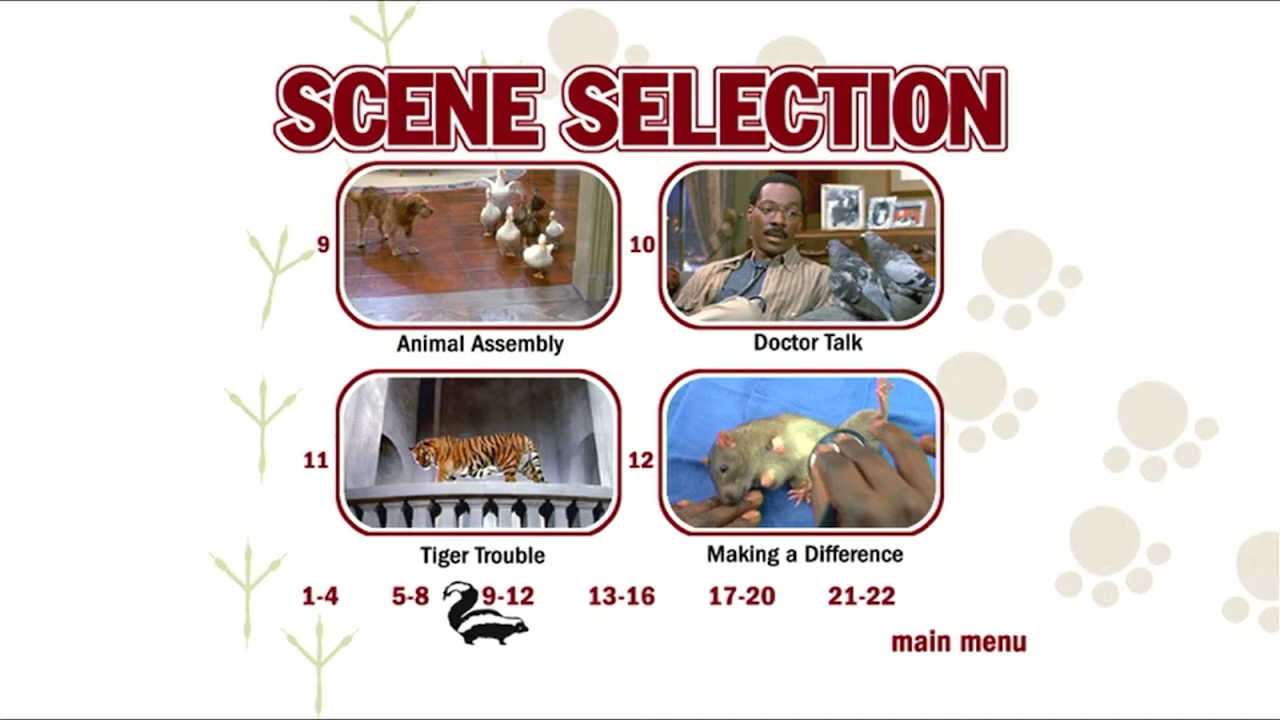 SCENE SELECTION
9
10
Animal Assembly
Doctor Talk
11
12
Tiger Trouble
Making a Difference
1-4 5-8 9-12 13-16 17-20 21-22
main menu